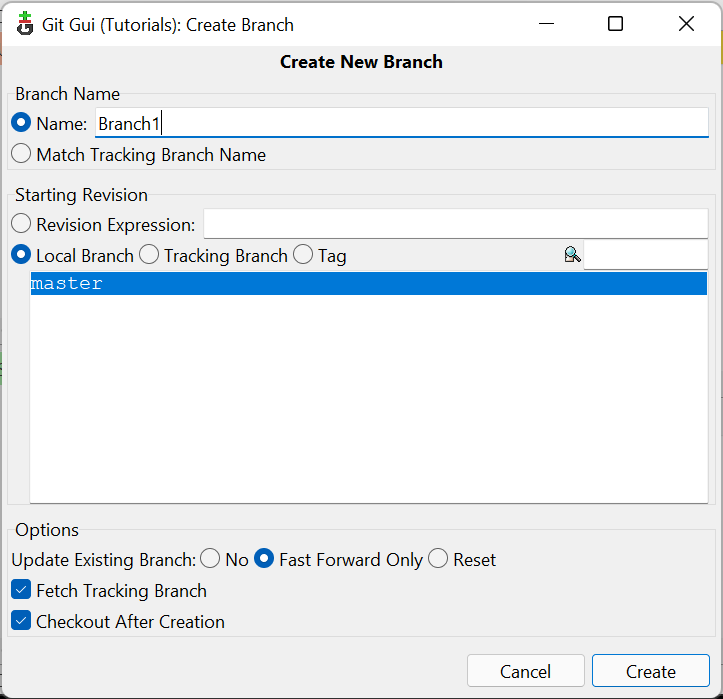 Git Gui (Tutorials): Create Branch
Create New Branch
Branch Name
Name: Branch1
Match Tracking Branch Name
Starting Revision
Revision Expression:
Local Branch Tracking Branch Tag
master
Options
Update Existing Branch: No Fast Forward Only Reset
Fetch Tracking Branch
Checkout After Creation
Cancel Create